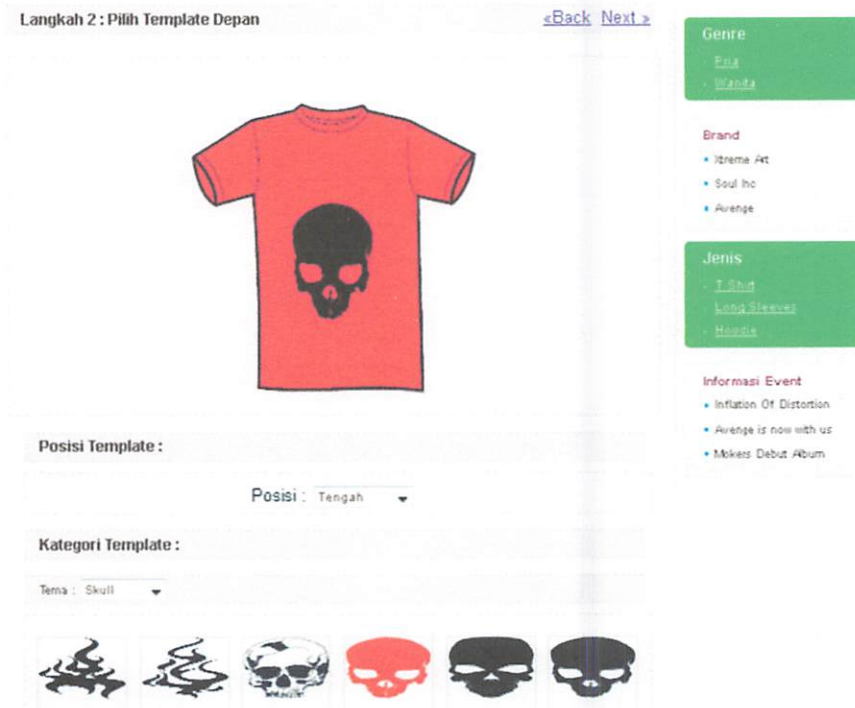 Langkah 2 : Pilih Template Depan
«Back Next »
Posisi Template :
Posisi : Tengah
Kategori Template :
Tema : Skull
Genre
Pria
Wanita
Brand
Xtreme Art
Soul Inc
Avenge
Jenis
T Shirt
Long Sleeves
Hoodie
Informasi Event
Inflation Of Distortion
Avenge is now with us
Mokers Debut Album